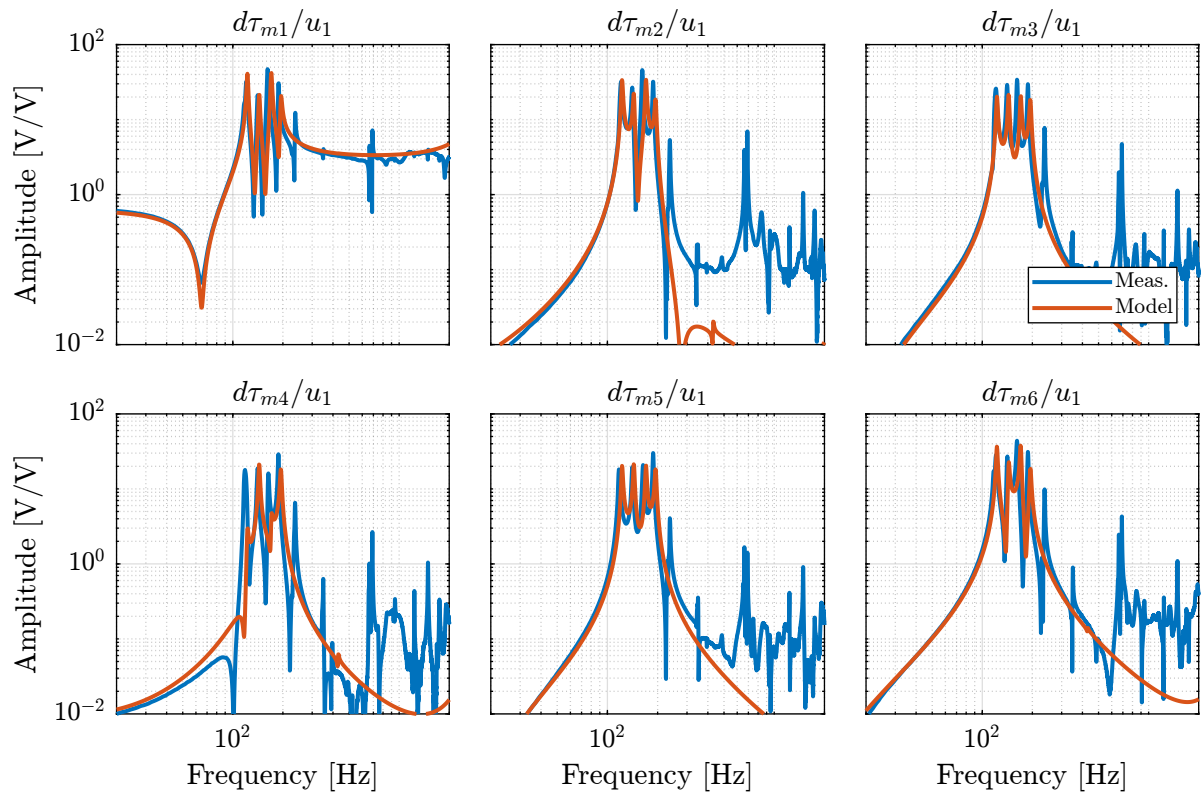 dτm1/u1
dτm2/u1
dτm3/u1
10^2
10^0
10^−2
Amplitude [V/V]
Meas.
Model
dτm4/u1
dτm5/u1
dτm6/u1
10^2
10^0
10^−2
Amplitude [V/V]
10^2
10^2
10^2
Frequency [Hz]
Frequency [Hz]
Frequency [Hz]